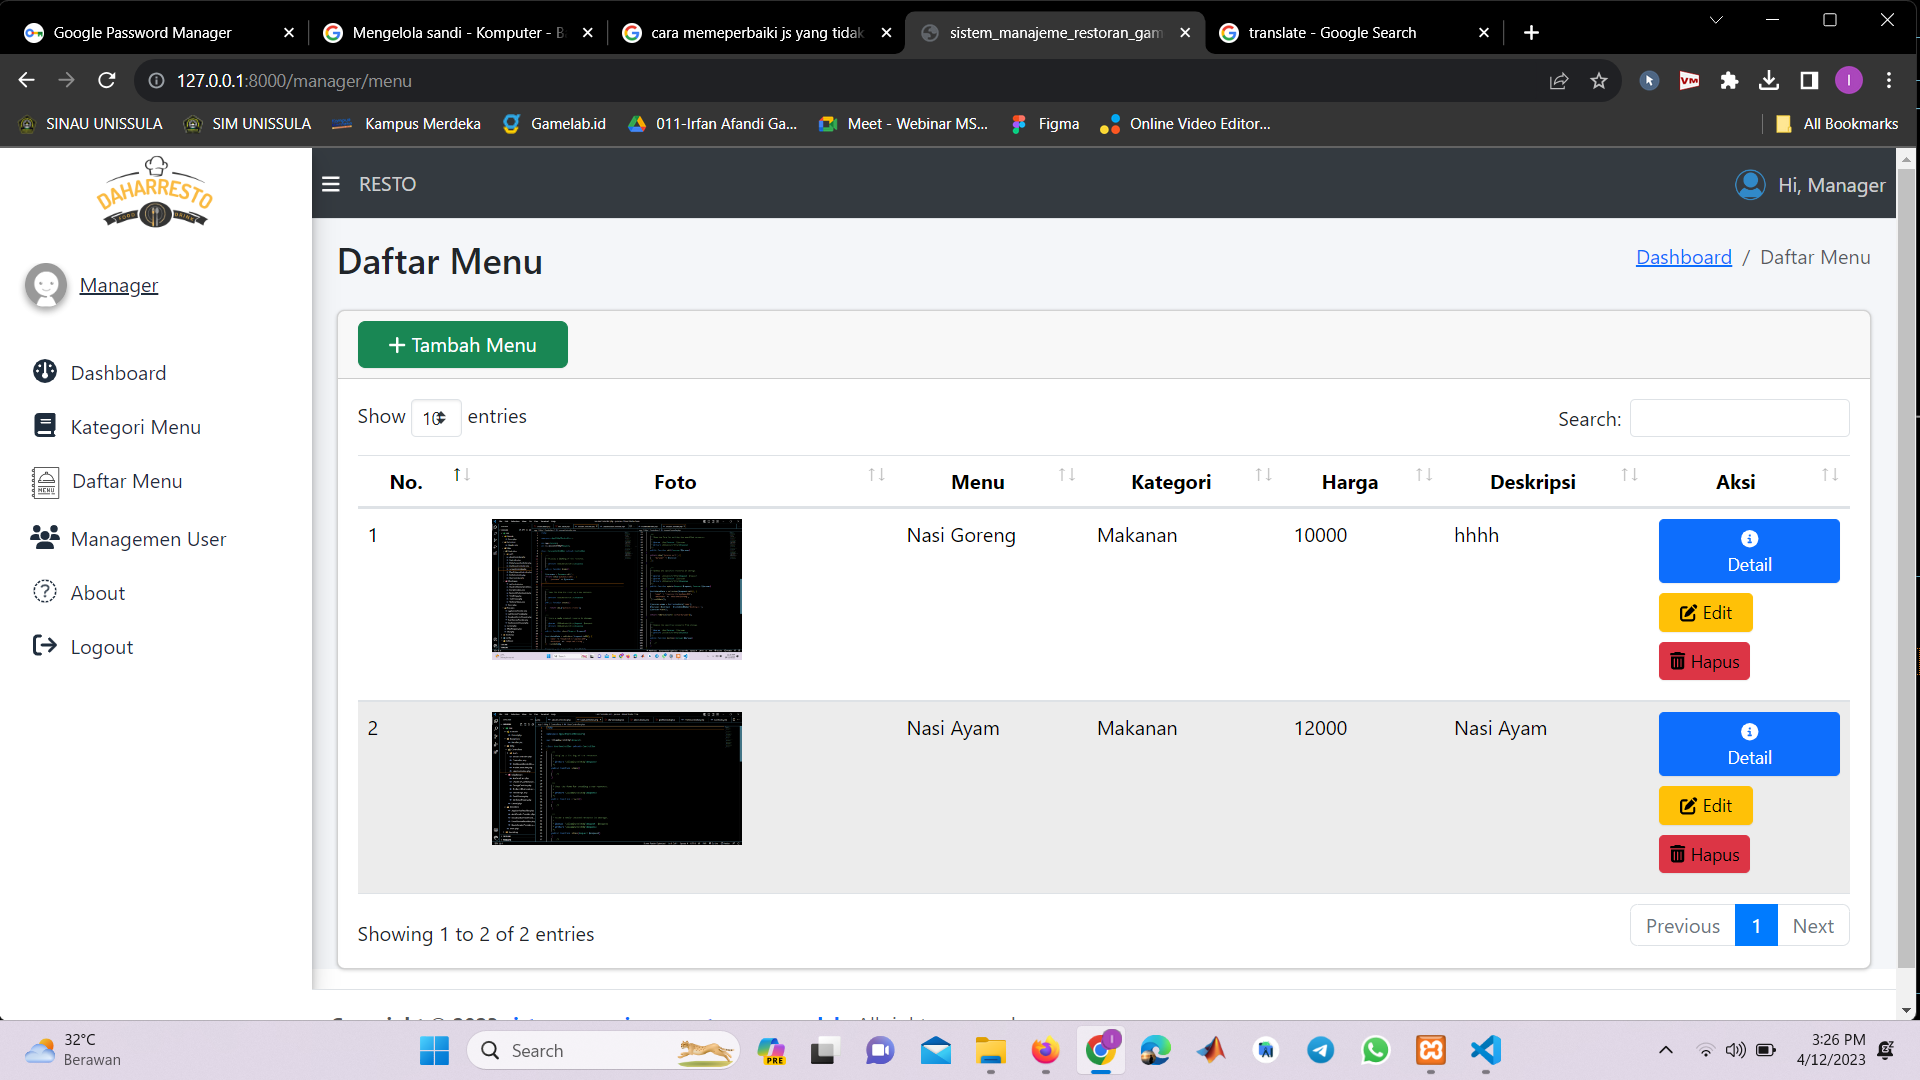 Google Password Manager
Mengelola sandi - Komputer - B
cara memeperbaiki js yang tidak
sistem_manajeme_restoran_gam
translate - Google Search
127.0.0.1:8000/manager/menu
VM
I
SINAU UNISSULA
SIM UNISSULA
Kampus Merdeka
Gamelab.id
011-Irfan Afandi Ga...
Meet - Webinar MS...
Figma
Online Video Editor...
All Bookmarks
DAHARRESTO
FOOD DRINK
RESTO
Hi, Manager
Manager
Dashboard
Kategori Menu
Daftar Menu
Managemen User
About
Logout
Daftar Menu
Dashboard / Daftar Menu
+ Tambah Menu
Show 10 entries
Search:
No. Foto Menu Kategori Harga Deskripsi Aksi
1 Nasi Goreng Makanan 10000 hhhh
Detail
Edit
Hapus
2 Nasi Ayam Makanan 12000 Nasi Ayam
Detail
Edit
Hapus
Showing 1 to 2 of 2 entries
Previous 1 Next
32°C
Berawan
Search
PRE
3:26 PM
4/12/2023